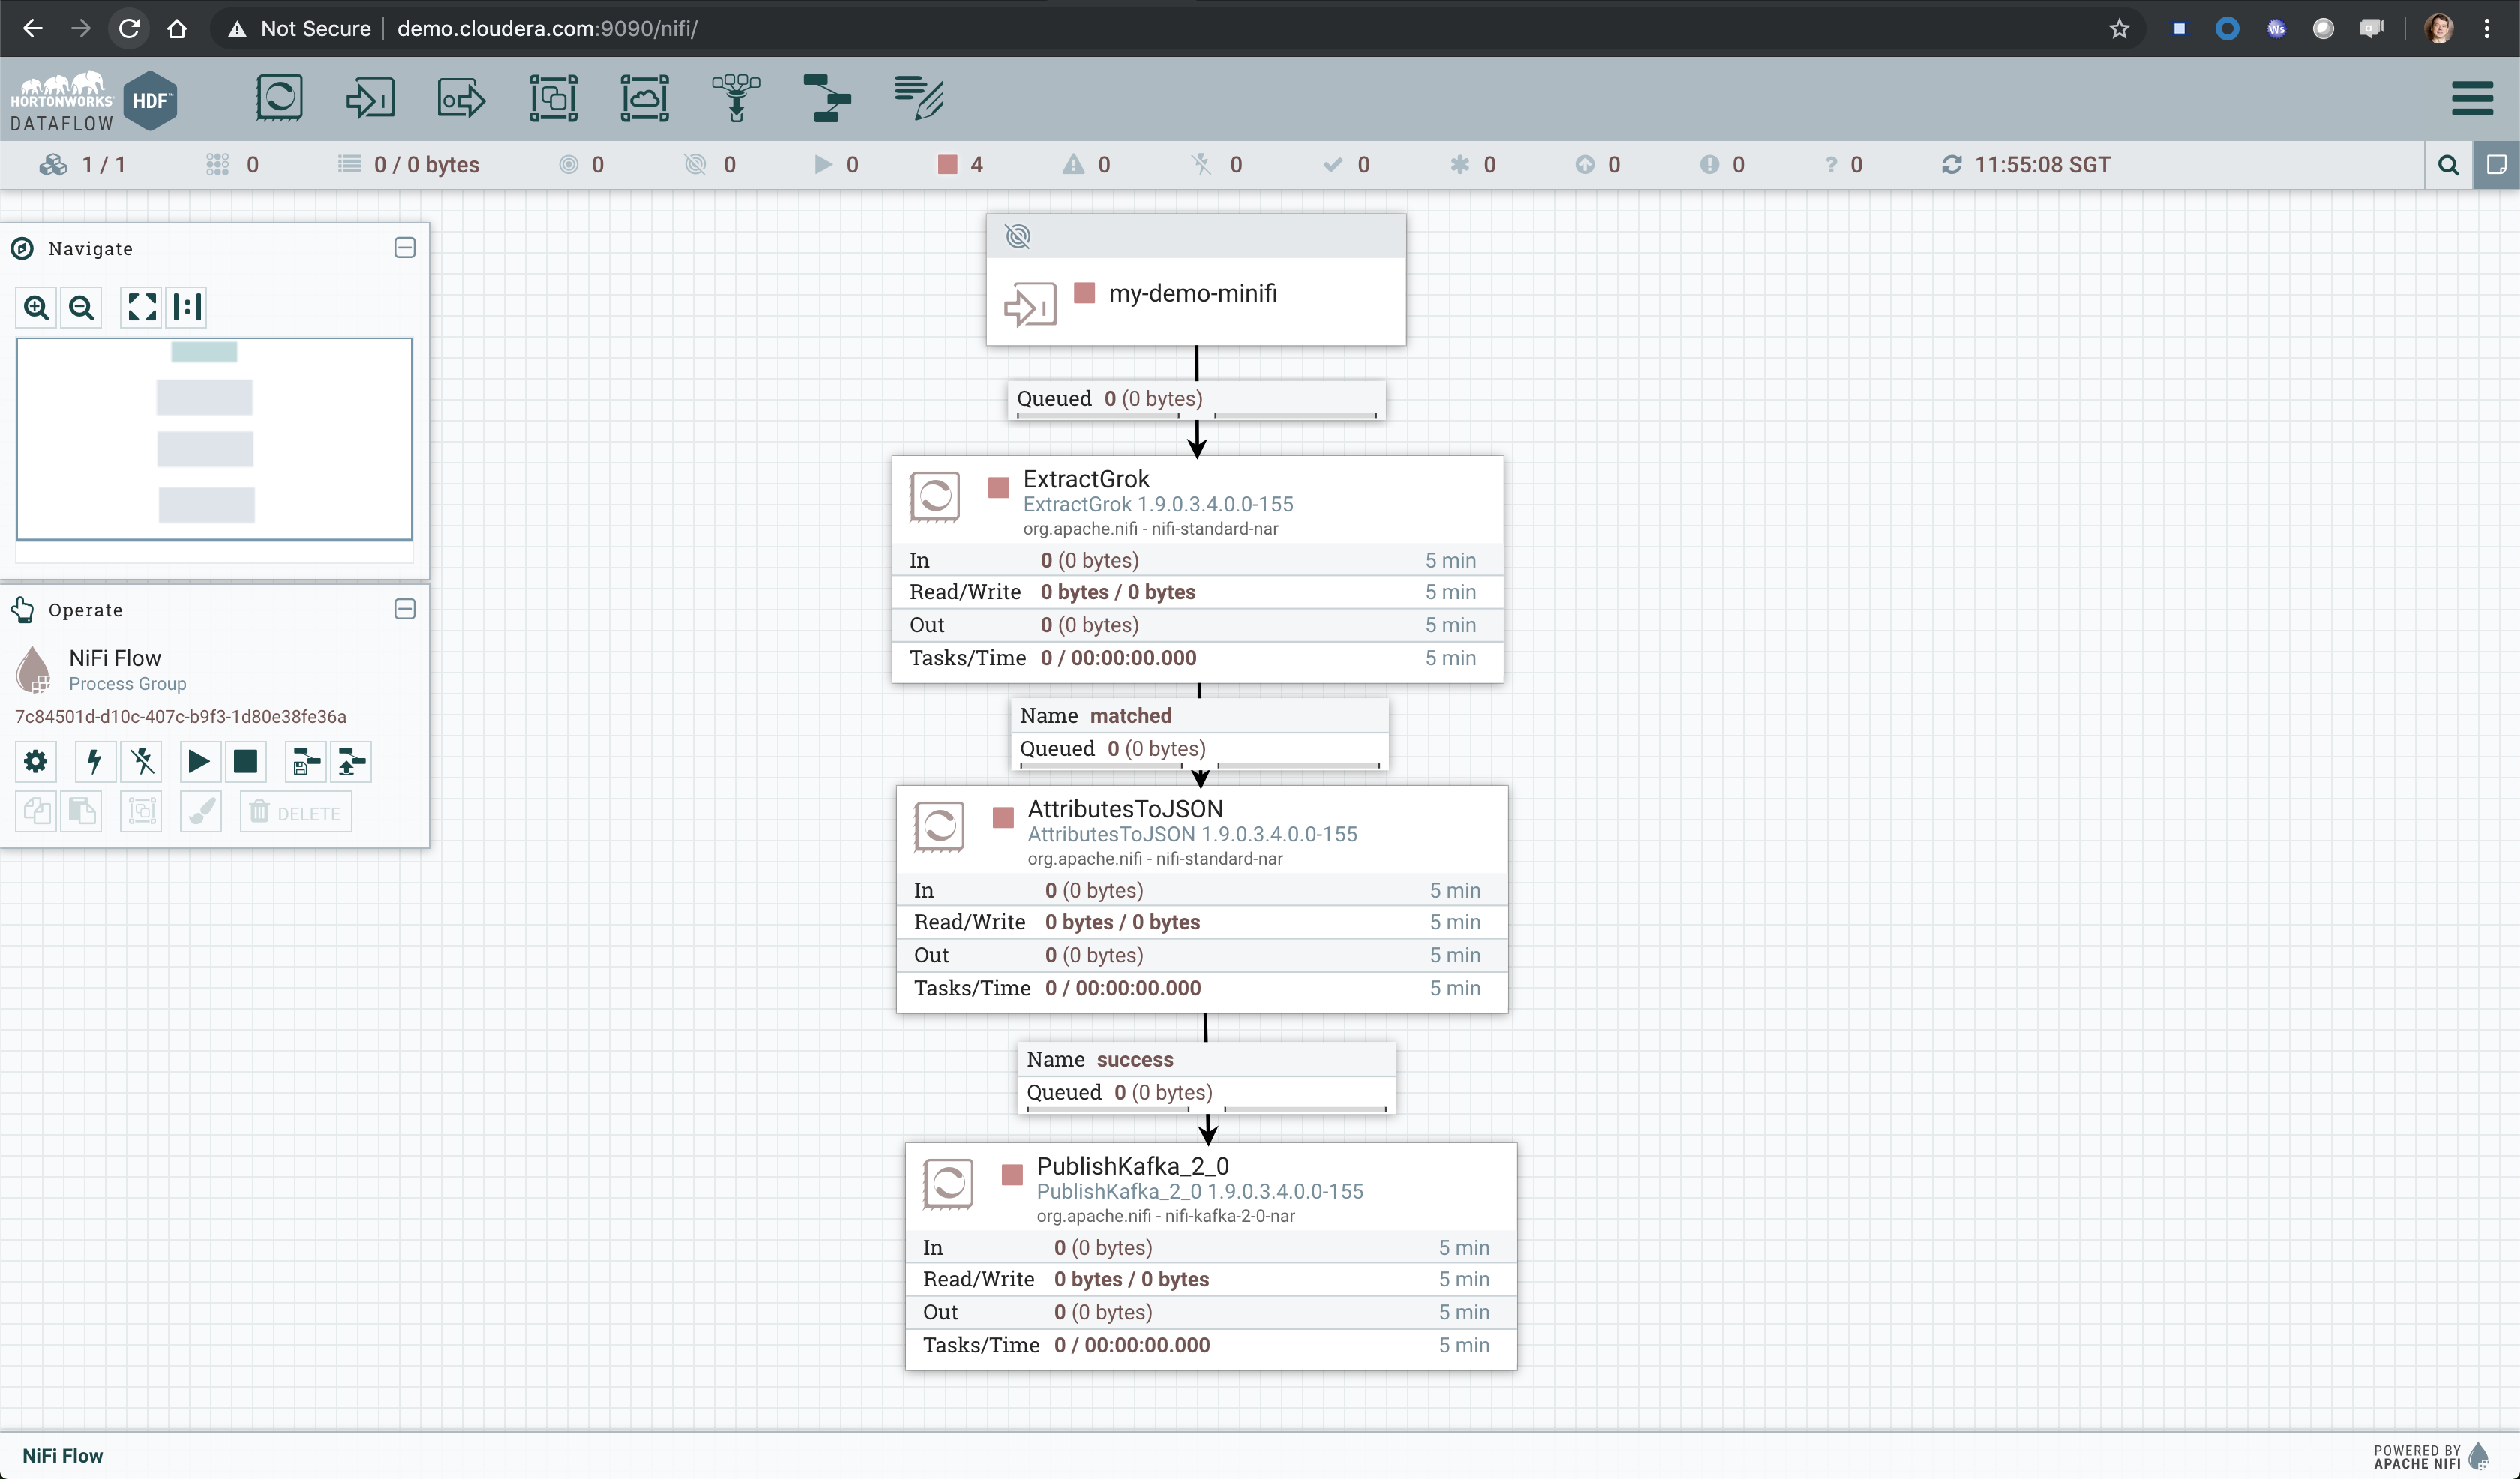 Not Secure demo.cloudera.com:9090/nifi/
Ws
HORTONWORKS
DATAFLOW
HDF™
1 / 1 0 0 / 0 bytes 0 0 0 4 0 0 0 0 0 0 ? 0 11:55:08 SGT
Navigate
Operate
NiFi Flow
Process Group
7c84501d-d10c-407c-b9f3-1d80e38fe36a
DELETE
my-demo-minifi
Queued 0 (0 bytes)
ExtractGrok
ExtractGrok 1.9.0.3.4.0.0-155
org.apache.nifi - nifi-standard-nar
In 0 (0 bytes) 5 min
Read/Write 0 bytes / 0 bytes 5 min
Out 0 (0 bytes) 5 min
Tasks/Time 0 / 00:00:00.000 5 min
Name matched
Queued 0 (0 bytes)
AttributesToJSON
AttributesToJSON 1.9.0.3.4.0.0-155
org.apache.nifi - nifi-standard-nar
In 0 (0 bytes) 5 min
Read/Write 0 bytes / 0 bytes 5 min
Out 0 (0 bytes) 5 min
Tasks/Time 0 / 00:00:00.000 5 min
Name success
Queued 0 (0 bytes)
PublishKafka_2_0
PublishKafka_2_0 1.9.0.3.4.0.0-155
org.apache.nifi - nifi-kafka-2-0-nar
In 0 (0 bytes) 5 min
Read/Write 0 bytes / 0 bytes 5 min
Out 0 (0 bytes) 5 min
Tasks/Time 0 / 00:00:00.000 5 min
NiFi Flow
POWERED BY
APACHE NIFI